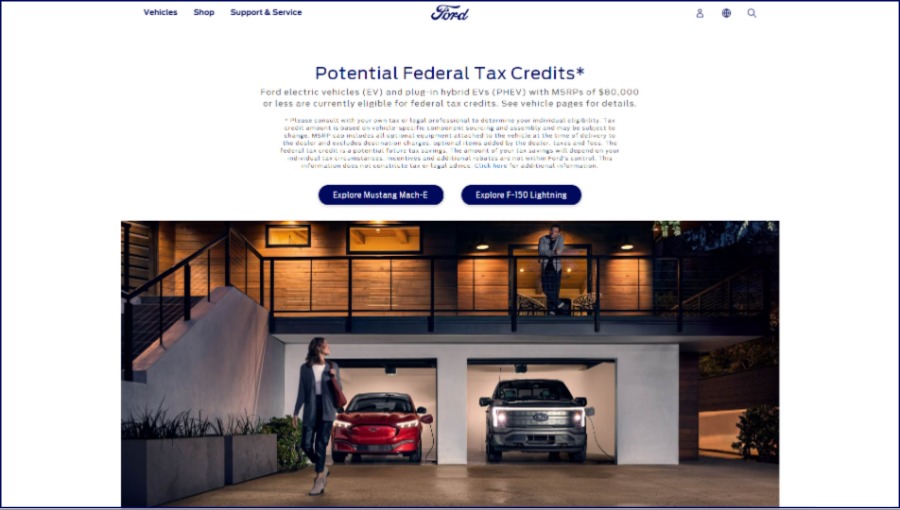 Vehicles Shop Support & Service Ford
Potential Federal Tax Credits*
Ford electric vehicles (EV) and plug-in hybrid EVs (PHEV) with MSRPs of $80,000
or less are currently eligible for federal tax credits. See vehicle pages for details.
* Please consult with your own tax or legal professional to determine your individual eligibility. Tax
credit amount is based on vehicle-specific component sourcing and assembly and may be subject to
change. MSRP cap includes all optional equipment attached to the vehicle at the time of delivery to
the dealer and excludes destination charges, optional items added by the dealer, taxes and fees. The
federal tax credit is a potential future tax savings. The amount of your tax savings will depend on your
individual tax circumstances. Incentives and additional rebates are not within Ford's control. This
information does not constitute tax or legal advice. Click here for additional information.
Explore Mustang Mach-E Explore F-150 Lightning